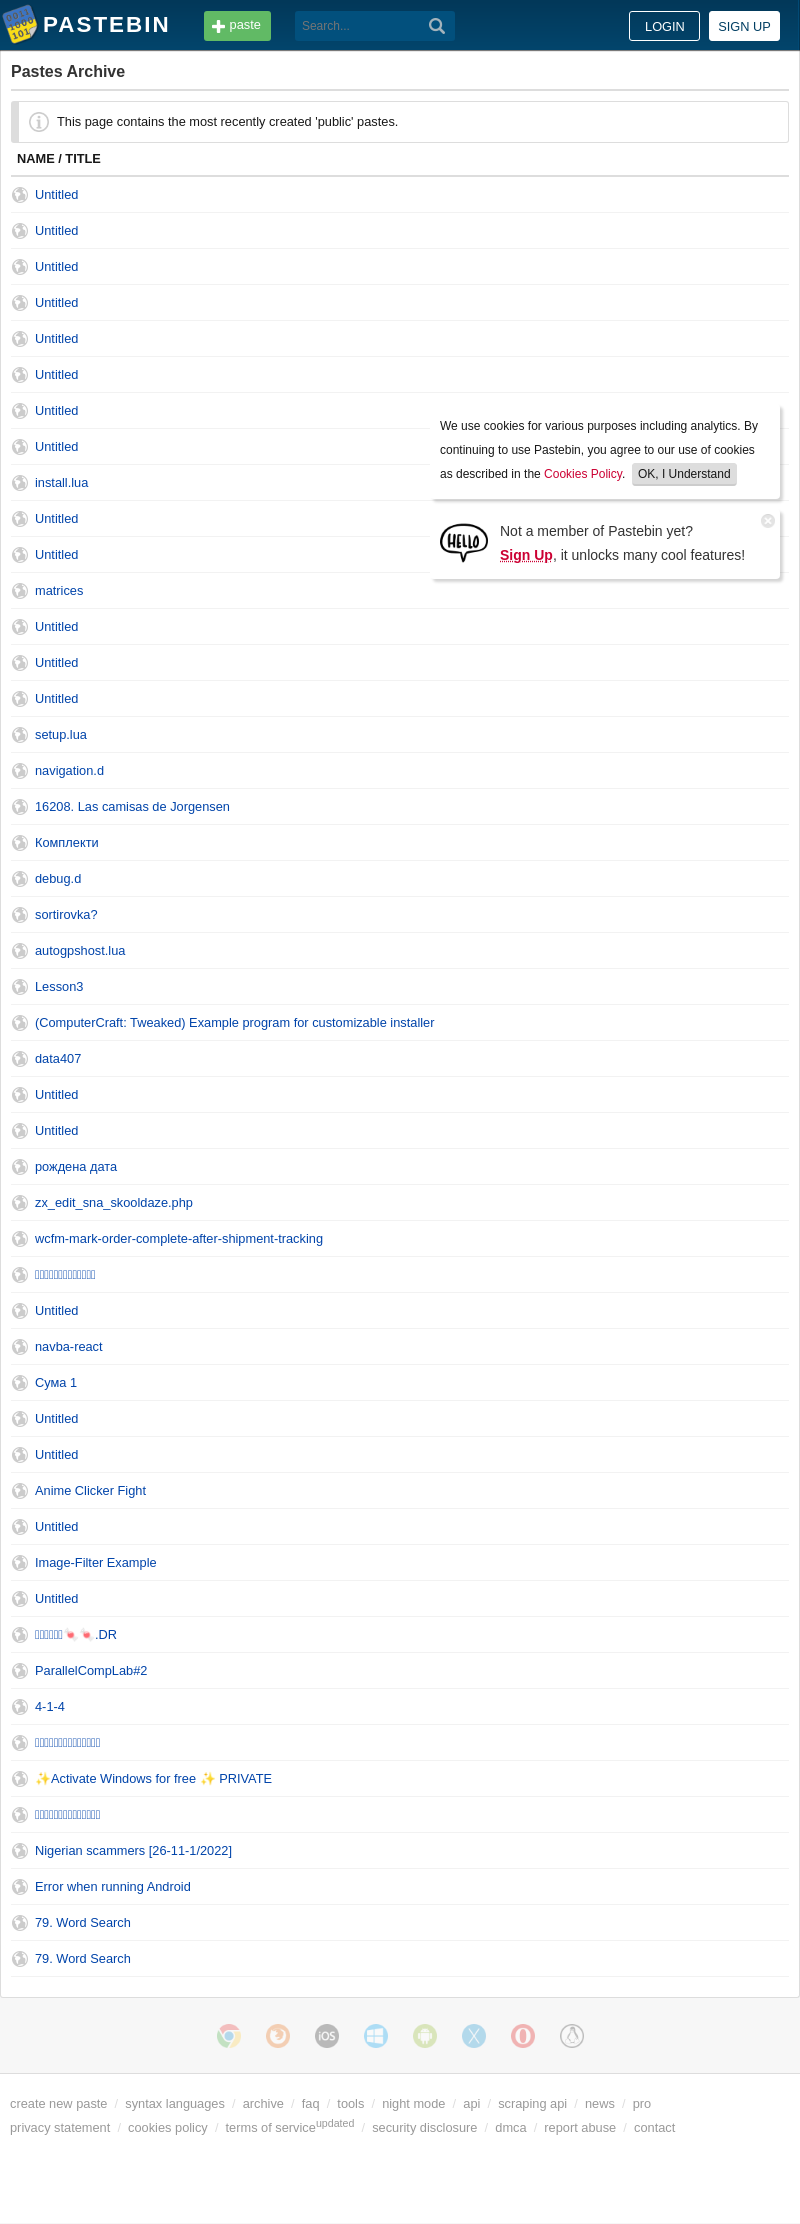 PASTEBIN
paste
Search...
LOGIN
SIGN UP
Pastes Archive
This page contains the most recently created 'public' pastes.
NAME / TITLE
Untitled
Untitled
Untitled
Untitled
Untitled
Untitled
Untitled
Untitled
install.lua
Untitled
Untitled
We use cookies for various purposes including analytics. By
continuing to use Pastebin, you agree to our use of cookies
as described in the Cookies Policy. OK, I Understand
HELLO
Not a member of Pastebin yet?
Sign Up, it unlocks many cool features!
matrices
Untitled
Untitled
Untitled
setup.lua
navigation.d
16208. Las camisas de Jorgensen
Комплекти
debug.d
sortirovka?
autogpshost.lua
Lesson3
(ComputerCraft: Tweaked) Example program for customizable installer
data407
Untitled
Untitled
рождена дата
zx_edit_sna_skooldaze.php
wcfm-mark-order-complete-after-shipment-tracking
Untitled
navba-react
Сума 1
Untitled
Untitled
Anime Clicker Fight
Untitled
Image-Filter Example
Untitled
🍬🍬.DR
ParallelCompLab#2
4-1-4
✨Activate Windows for free ✨ PRIVATE
Nigerian scammers [26-11-1/2022]
Error when running Android
79. Word Search
79. Word Search
iOS
create new paste / syntax languages / archive / faq / tools / night mode / api / scraping api / news / pro
privacy statement / cookies policy / terms of serviceupdated / security disclosure / dmca / report abuse / contact